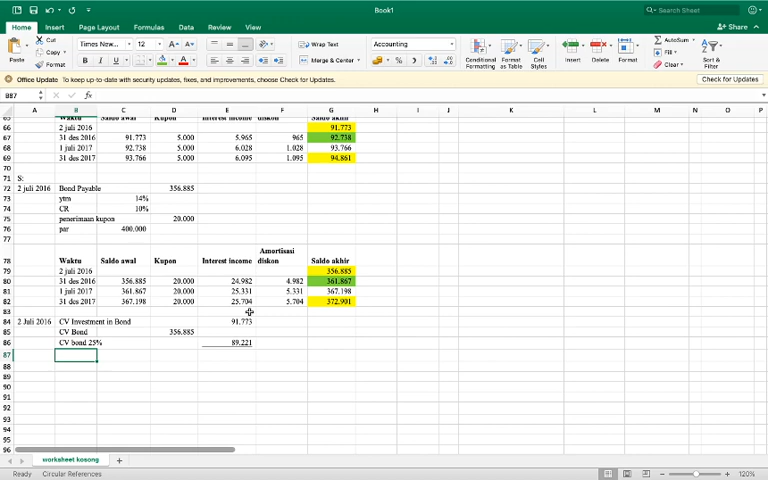 Book1
Search Sheet
Home Insert Page Layout Formulas Data Review View
Share
Paste
Cut
Copy
Format
Times New...
12
Wrap Text
Merge & Center
Accounting
Conditional Formatting
Format as Table
Cell Styles
Insert
Delete
Format
AutoSum
Fill
Clear
Sort & Filter
Office Update To keep up-to-date with security updates, fixes, and improvements, choose Check for Updates.
Check for Updates
B87
fx
A B C D E F G H I J K L M N O P
65 Waktu Saldo awal Kupon Interest income diskon Saldo akhir
66 2 juli 2016 91.773
67 31 des 2016 91.773 5.000 5.965 965 92.738
68 1 juli 2017 92.738 5.000 6.028 1.028 93.766
69 31 des 2017 93.766 5.000 6.095 1.095 94.861
70
71 S:
72 2 juli 2016 Bond Payable 356.885
73 ytm 14%
74 CR 10%
75 penerimaan kupon 20.000
76 par 400.000
77
Amortisasi
78 Waktu Saldo awal Kupon Interest income diskon Saldo akhir
79 2 juli 2016 356.885
80 31 des 2016 356.885 20.000 24.982 4.982 361.867
81 1 juli 2017 361.867 20.000 25.331 5.331 367.198
82 31 des 2017 367.198 20.000 25.704 5.704 372.901
83
84 2 Juli 2016 CV Investment in Bond 91.773
85 CV Bond 356.885
86 CV bond 25% 89.221
87
88
89
90
91
92
93
94
95
96
worksheet kosong
Ready Circular References
120%